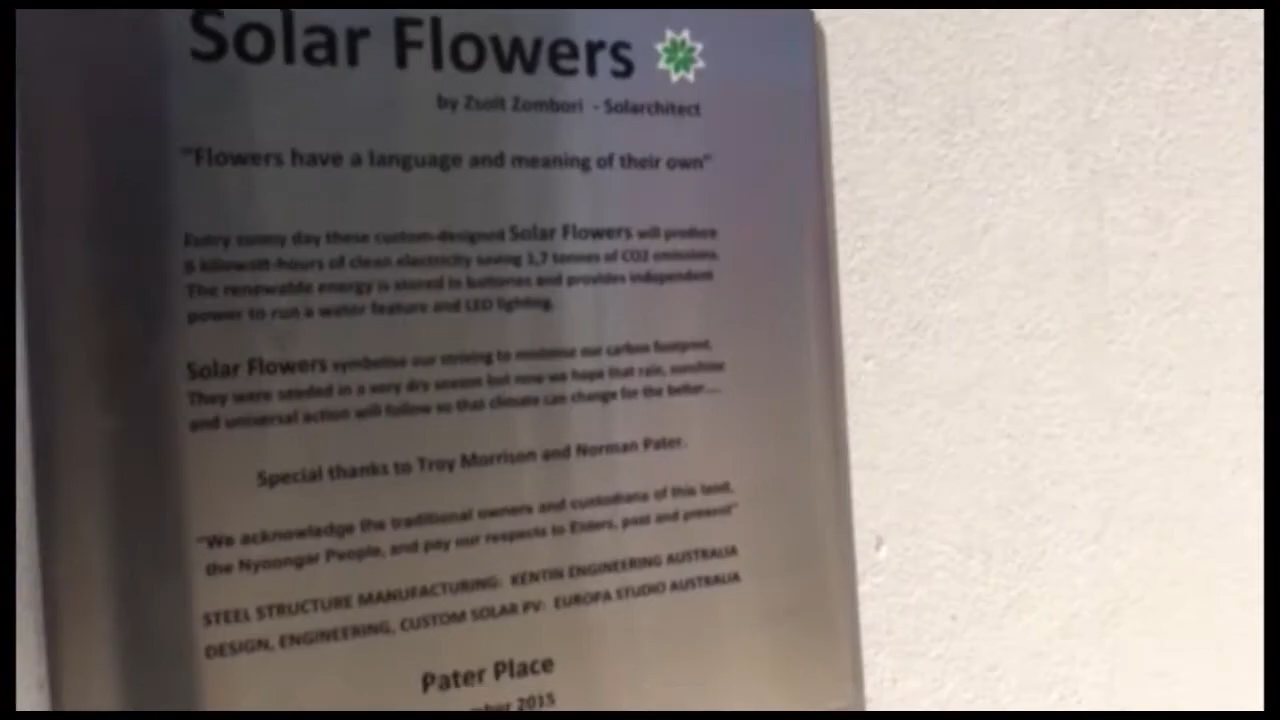 Solar Flowers
by Zsolt Zombori - Solarchitect
"Flowers have a language and meaning of their own"
Every sunny day these custom-designed Solar Flowers will produce
kilowatt-hours of clean electricity saving 1,7 tonnes of CO2 emissions.
The renewable energy is stored in batteries and provides independent
power to run a water feature and LED lighting.
Solar Flowers symbolise our striving to minimise our carbon footprint.
They were seeded in a very dry season but now we hope that rain, sunshine
and universal action will follow so that climate can change for the better....
Special thanks to Troy Morrison and Norman Pater.
"We acknowledge the traditional owners and custodians of this land,
the Nyoongar People, and pay our respects to Elders, past and present"
STEEL STRUCTURE MANUFACTURING: KENTIN ENGINEERING AUSTRALIA
DESIGN, ENGINEERING, CUSTOM SOLAR PV: EUROPA STUDIO AUSTRALIA
Pater Place
2015